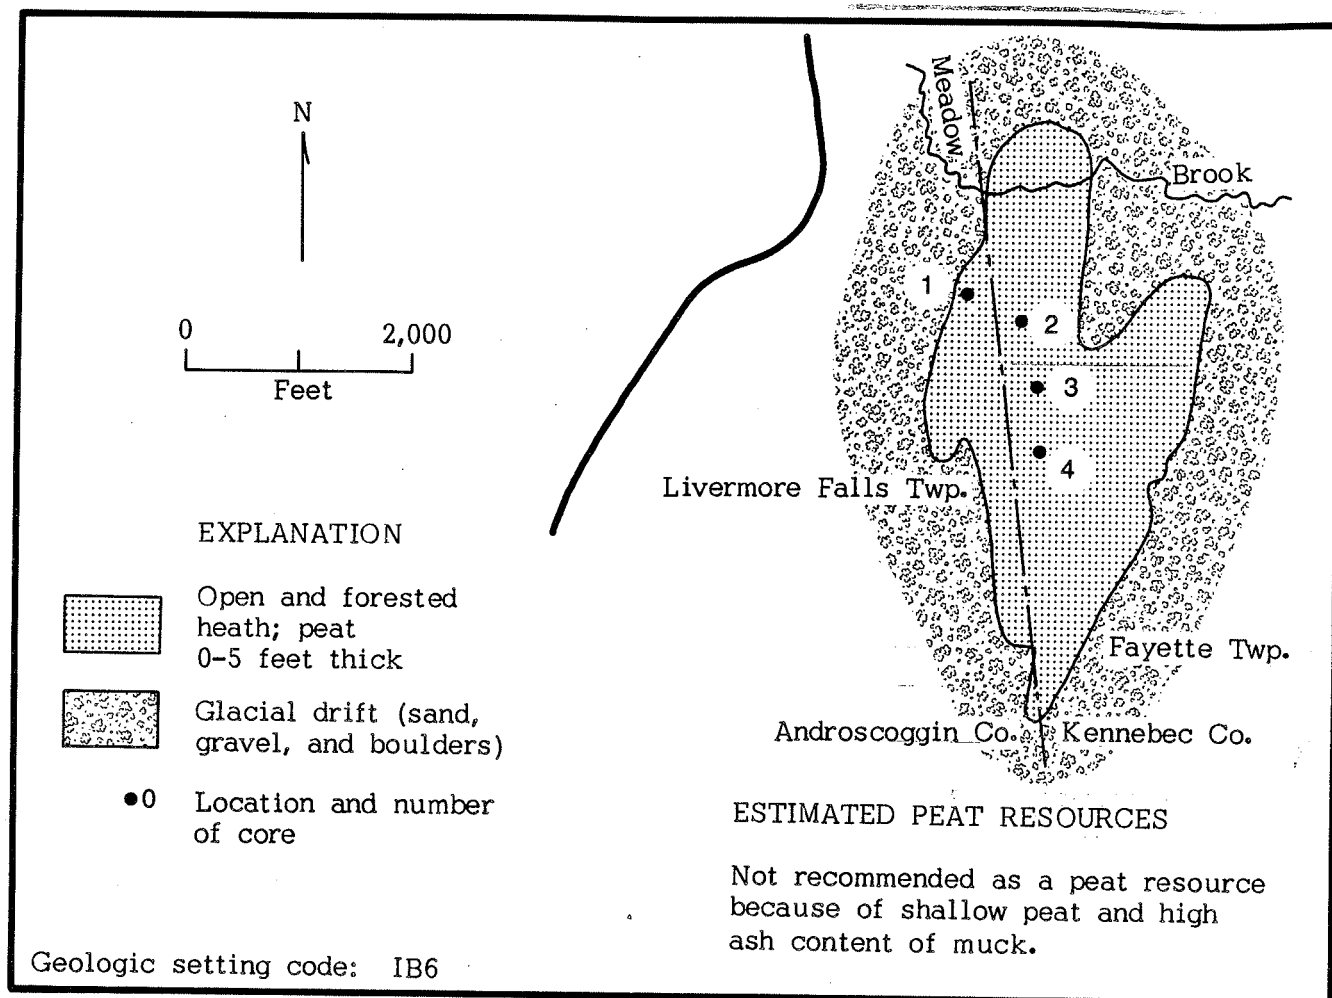 N
0 2,000
Feet
Meadow
Brook
1
2
3
4
Livermore Falls Twp.
Fayette Twp.
Androscoggin Co.
Kennebec Co.
EXPLANATION
Open and forested
heath; peat
0-5 feet thick
Glacial drift (sand,
gravel, and boulders)
0 Location and number
of core
ESTIMATED PEAT RESOURCES
Not recommended as a peat resource
because of shallow peat and high
ash content of muck.
Geologic setting code: IB6